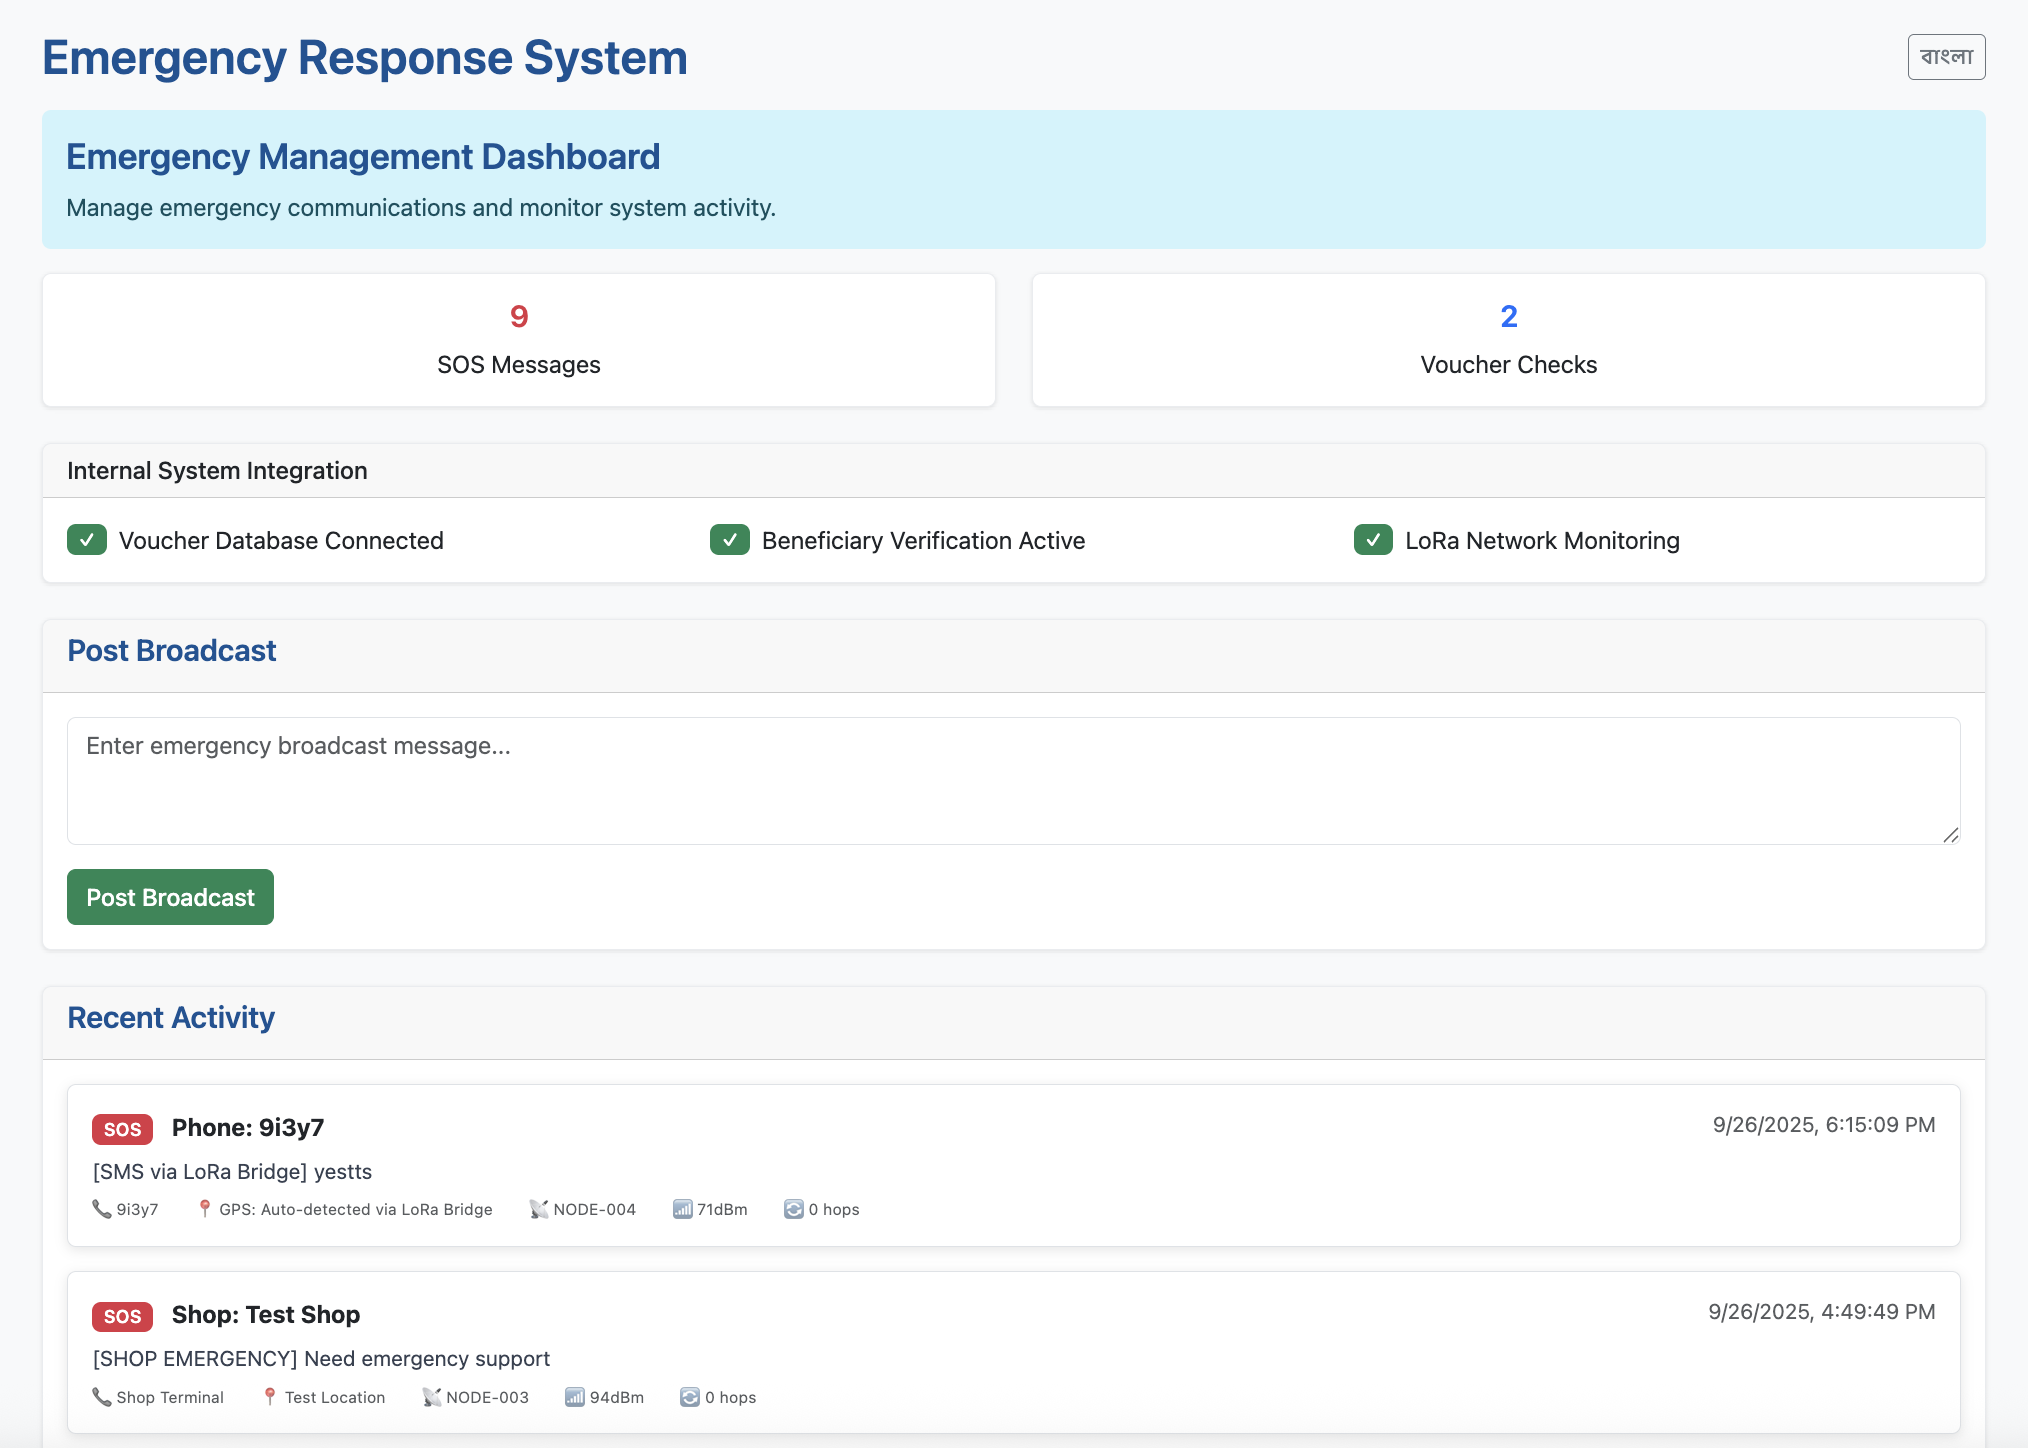 Emergency Response System
বাংলা
Emergency Management Dashboard
Manage emergency communications and monitor system activity.
9
SOS Messages
2
Voucher Checks
Internal System Integration
Voucher Database Connected
Beneficiary Verification Active
LoRa Network Monitoring
Post Broadcast
Enter emergency broadcast message...
Post Broadcast
Recent Activity
SOS Phone: 9i3y7 9/26/2025, 6:15:09 PM
[SMS via LoRa Bridge] yestts
9i3y7 GPS: Auto-detected via LoRa Bridge NODE-004 71dBm 0 hops
SOS Shop: Test Shop 9/26/2025, 4:49:49 PM
[SHOP EMERGENCY] Need emergency support
Shop Terminal Test Location NODE-003 94dBm 0 hops